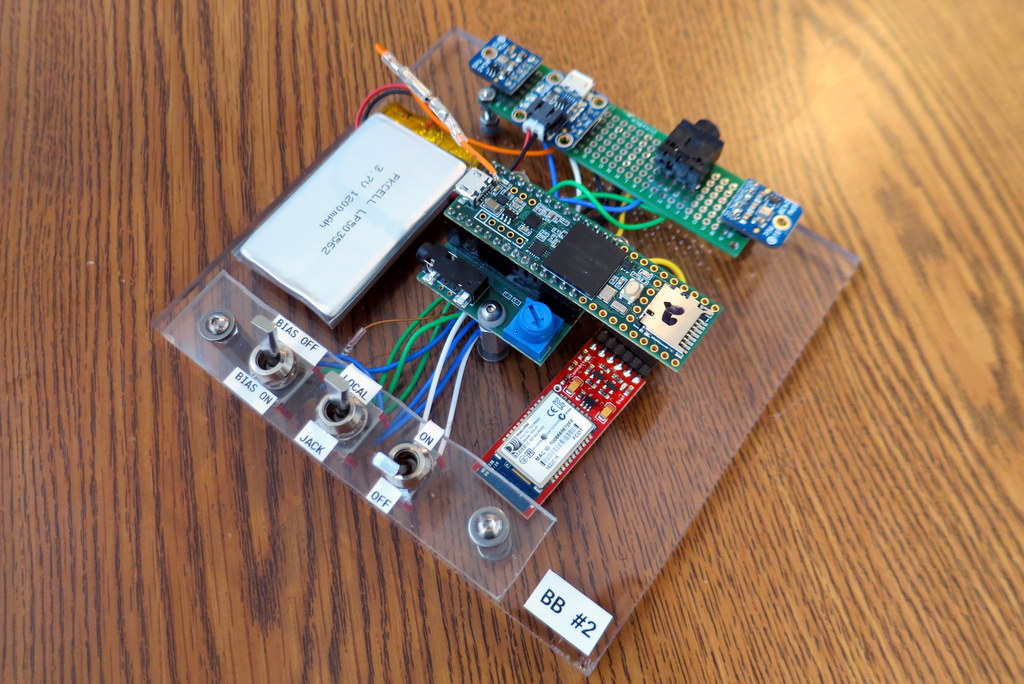 PKCELL LP503562
3.7V 1200mAh
BIAS OFF
BIAS ON
LOCAL
JACK
ON
OFF
BB #2